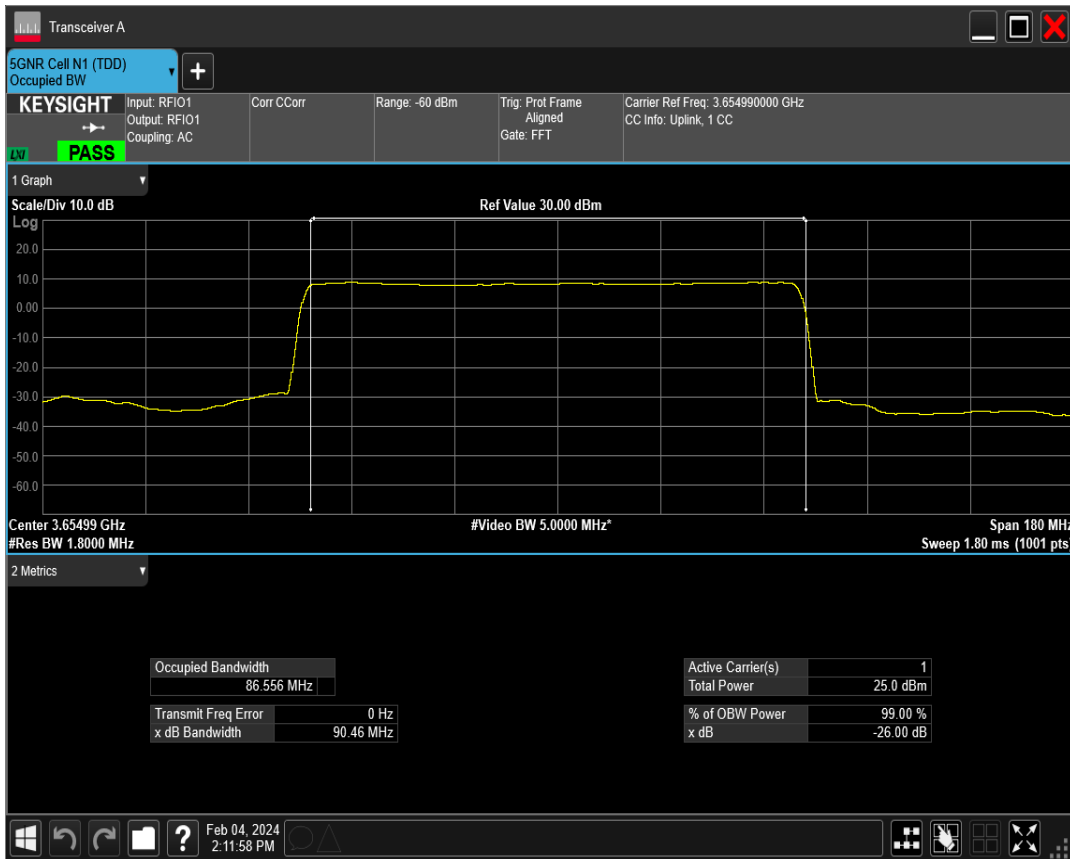 Transceiver A
5GNR Cell N1 (TDD)
Occupied BW
KEYSIGHT
LXI
PASS
Input: RFIO1
Output: RFIO1
Coupling: AC
Corr CCorr
Range: -60 dBm
Trig: Prot Frame
Aligned
Gate: FFT
Carrier Ref Freq: 3.654990000 GHz
CC Info: Uplink, 1 CC
1 Graph
Scale/Div 10.0 dB
Ref Value 30.00 dBm
Log
20.0
10.0
0.00
-10.0
-20.0
-30.0
-40.0
-50.0
-60.0
Center 3.65499 GHz
#Video BW 5.0000 MHz*
Span 180 MHz
#Res BW 1.8000 MHz
Sweep 1.80 ms (1001 pts)
2 Metrics
Occupied Bandwidth
86.556 MHz
Transmit Freq Error 0 Hz
x dB Bandwidth 90.46 MHz
Active Carrier(s) 1
Total Power 25.0 dBm
% of OBW Power 99.00 %
x dB -26.00 dB
?
Feb 04, 2024
2:11:58 PM